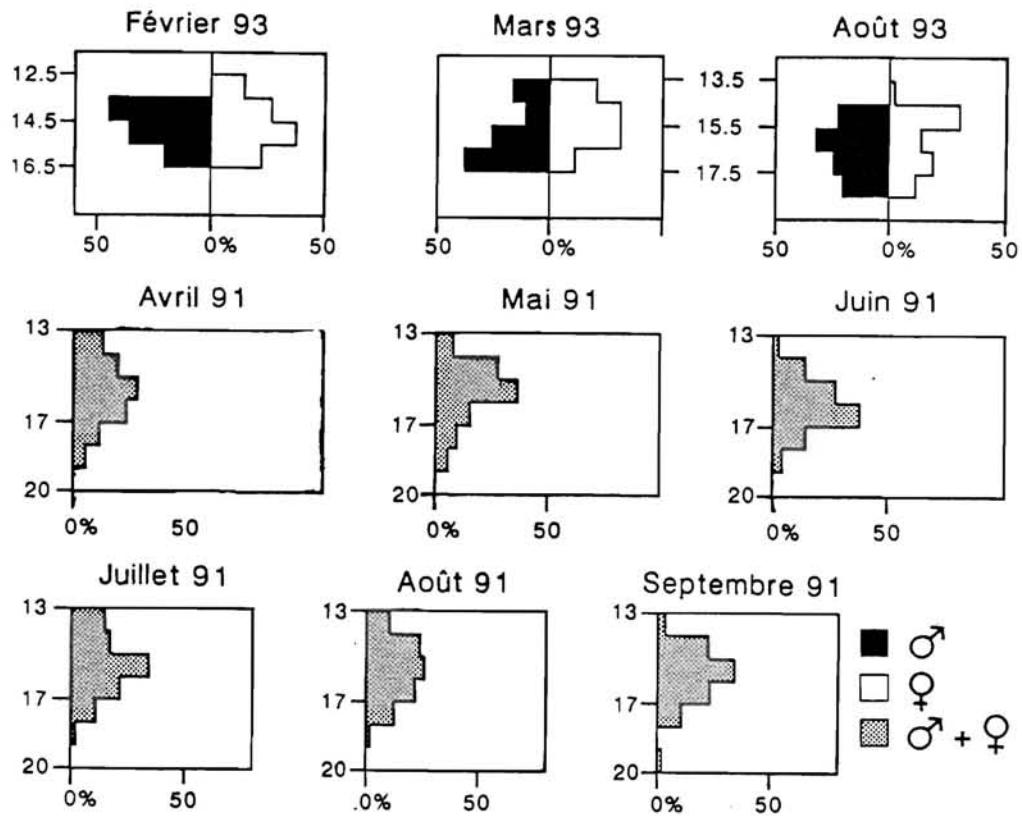 Février 93
Mars 93
Août 93
12.5
14.5
16.5
13.5
15.5
17.5
50 0% 50
50 0% 50
50 0% 50
Avril 91
Mai 91
Juin 91
13
17
20
13
17
20
13
17
20
0% 50
0% 50
0% 50
Juillet 91
Août 91
Septembre 91
13
17
20
13
17
20
13
17
20
♂
♀
♂ + ♀
0% 50
.0% 50
0% 50